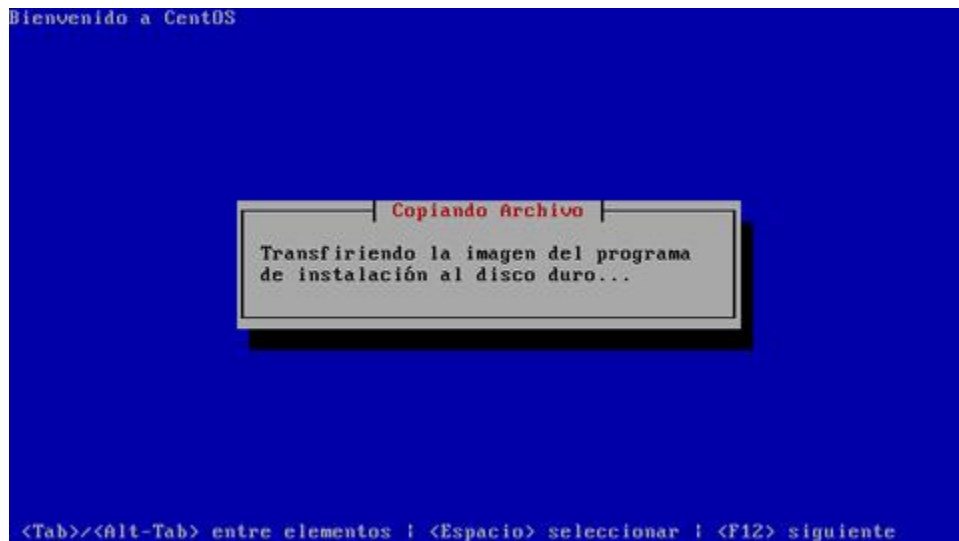 Bienvenido a CentOS
Copiando Archivo
Transfiriendo la imagen del programa
de instalación al disco duro...
<Tab>/<Alt-Tab> entre elementos | <Espacio> seleccionar | <F12> siguiente